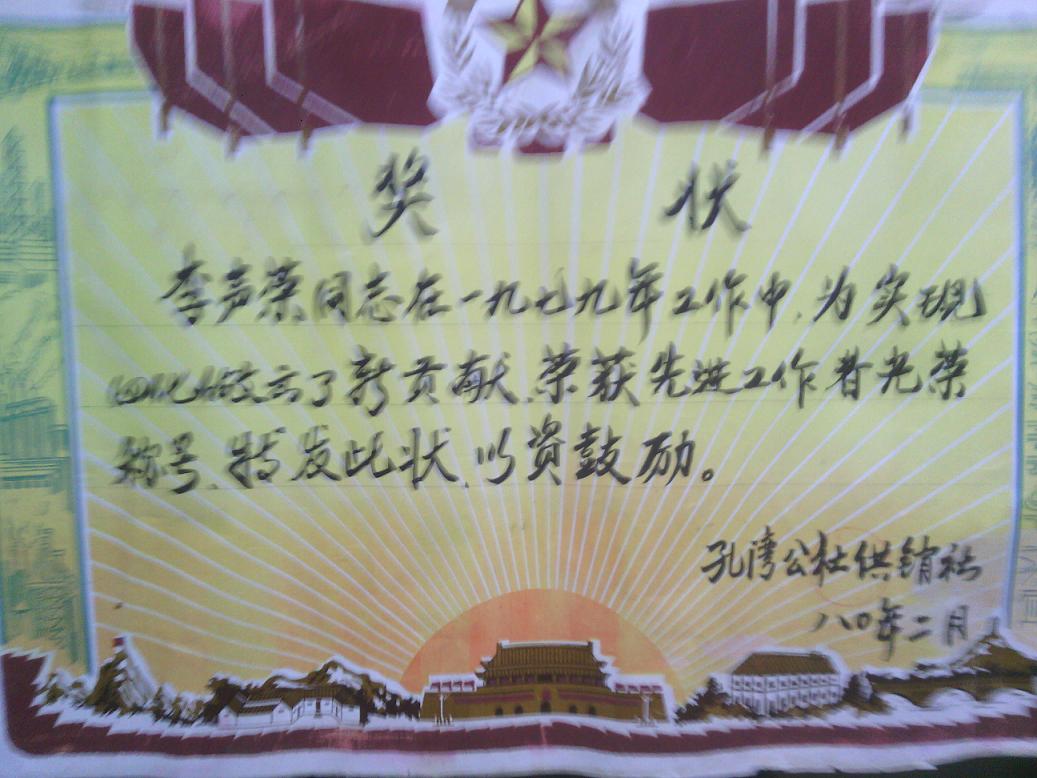 奖状
李声荣同志在一九七九年工作中、为实现
四化做出了新贡献、荣获先进工作者光荣
称号、特发此状、以资鼓励。
孔湾公社供销社
八〇年二月